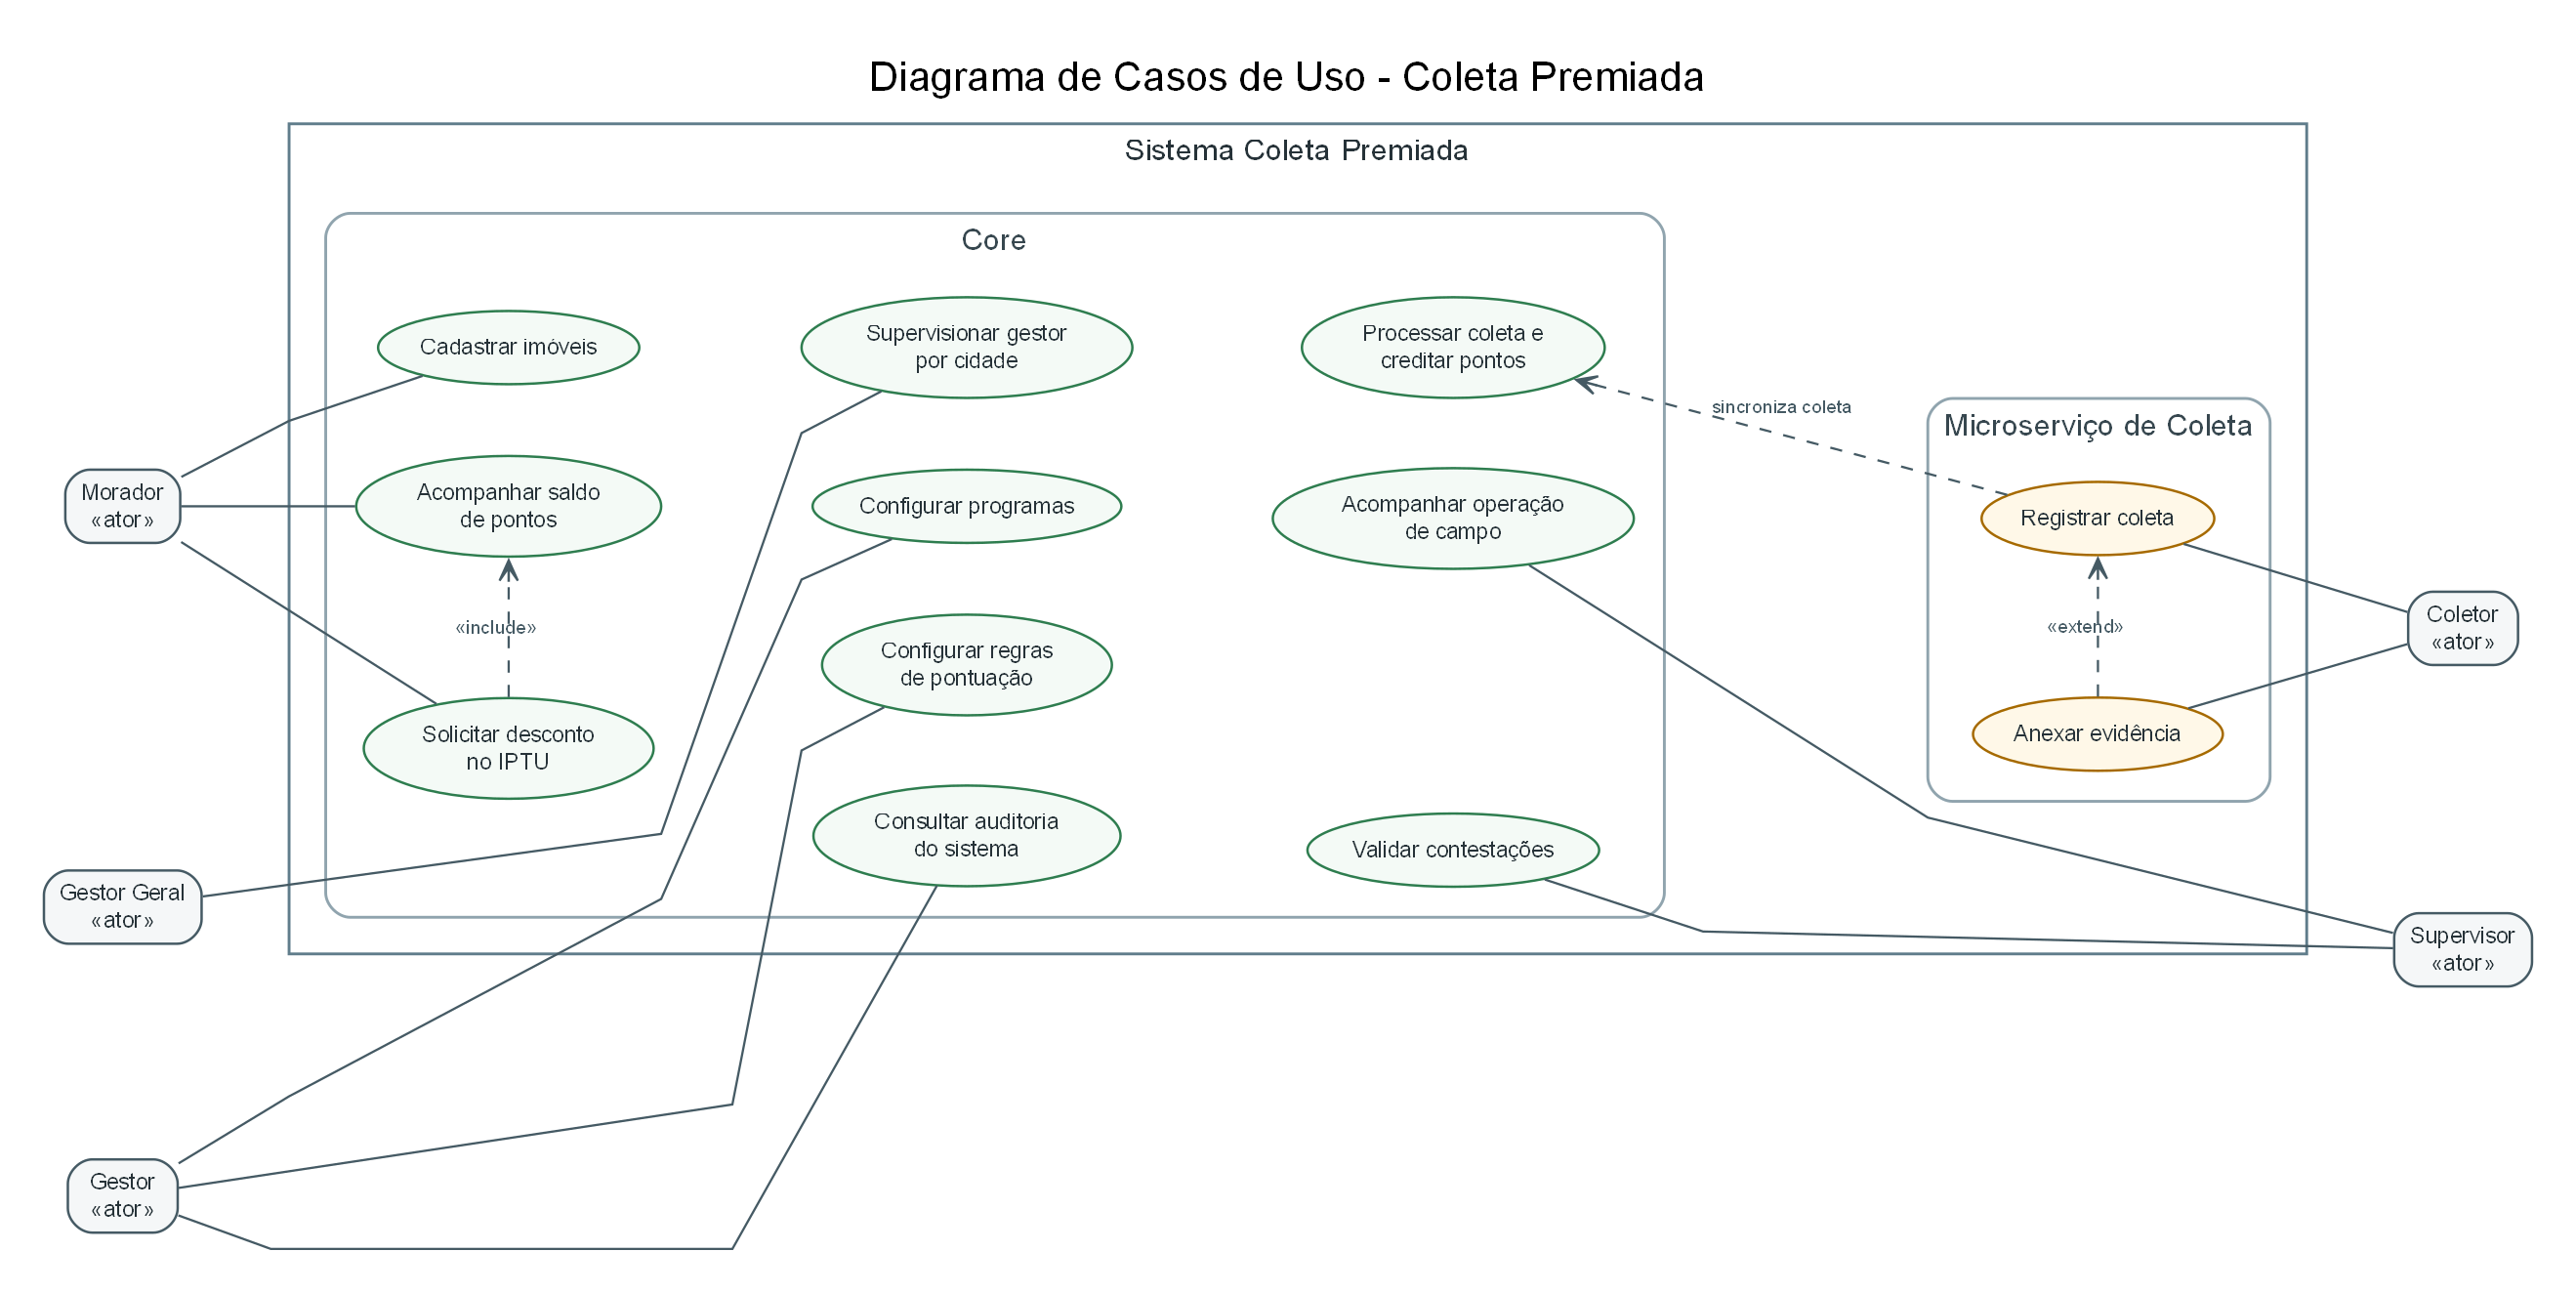 Diagrama de Casos de Uso - Coleta Premiada
Sistema Coleta Premiada
Core
Cadastrar imóveis
Supervisionar gestor
por cidade
Processar coleta e
creditar pontos
sincroniza coleta
Microserviço de Coleta
Morador
«ator»
Acompanhar saldo
de pontos
Configurar programas
Acompanhar operação
de campo
Registrar coleta
«include»
«extend»
Coletor
«ator»
Configurar regras
de pontuação
Solicitar desconto
no IPTU
Anexar evidência
Consultar auditoria
do sistema
Validar contestações
Gestor Geral
«ator»
Supervisor
«ator»
Gestor
«ator»